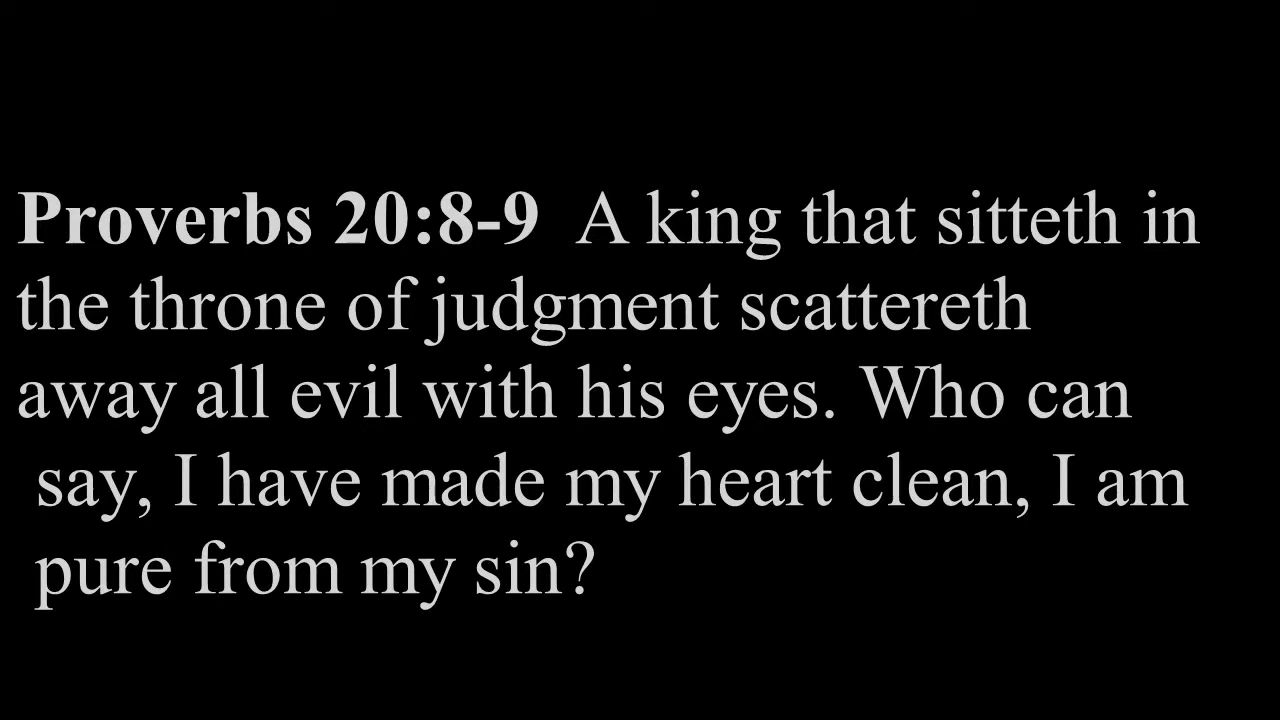 Proverbs 20:8-9  A king that sitteth in
the throne of judgment scattereth
away all evil with his eyes. Who can
say, I have made my heart clean, I am
pure from my sin?